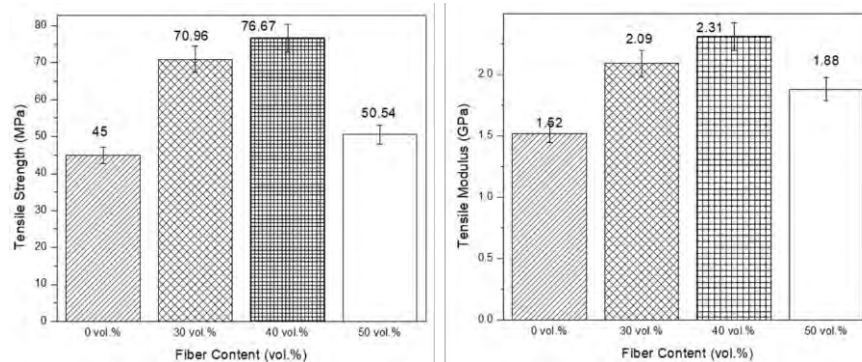 80
70
60
50
40
30
20
10
0
Tensile Strength (MPa)
45
70.96
76.67
50.54
0 vol.%
30 vol.%
40 vol.%
50 vol.%
Fiber Content (vol.%)
2.0
1.5
1.0
0.5
0.0
Tensile Modulus (GPa)
1.52
2.09
2.31
1.88
0 vol.%
30 vol.%
40 vol.%
50 vol.%
Fiber Content (vol.%)